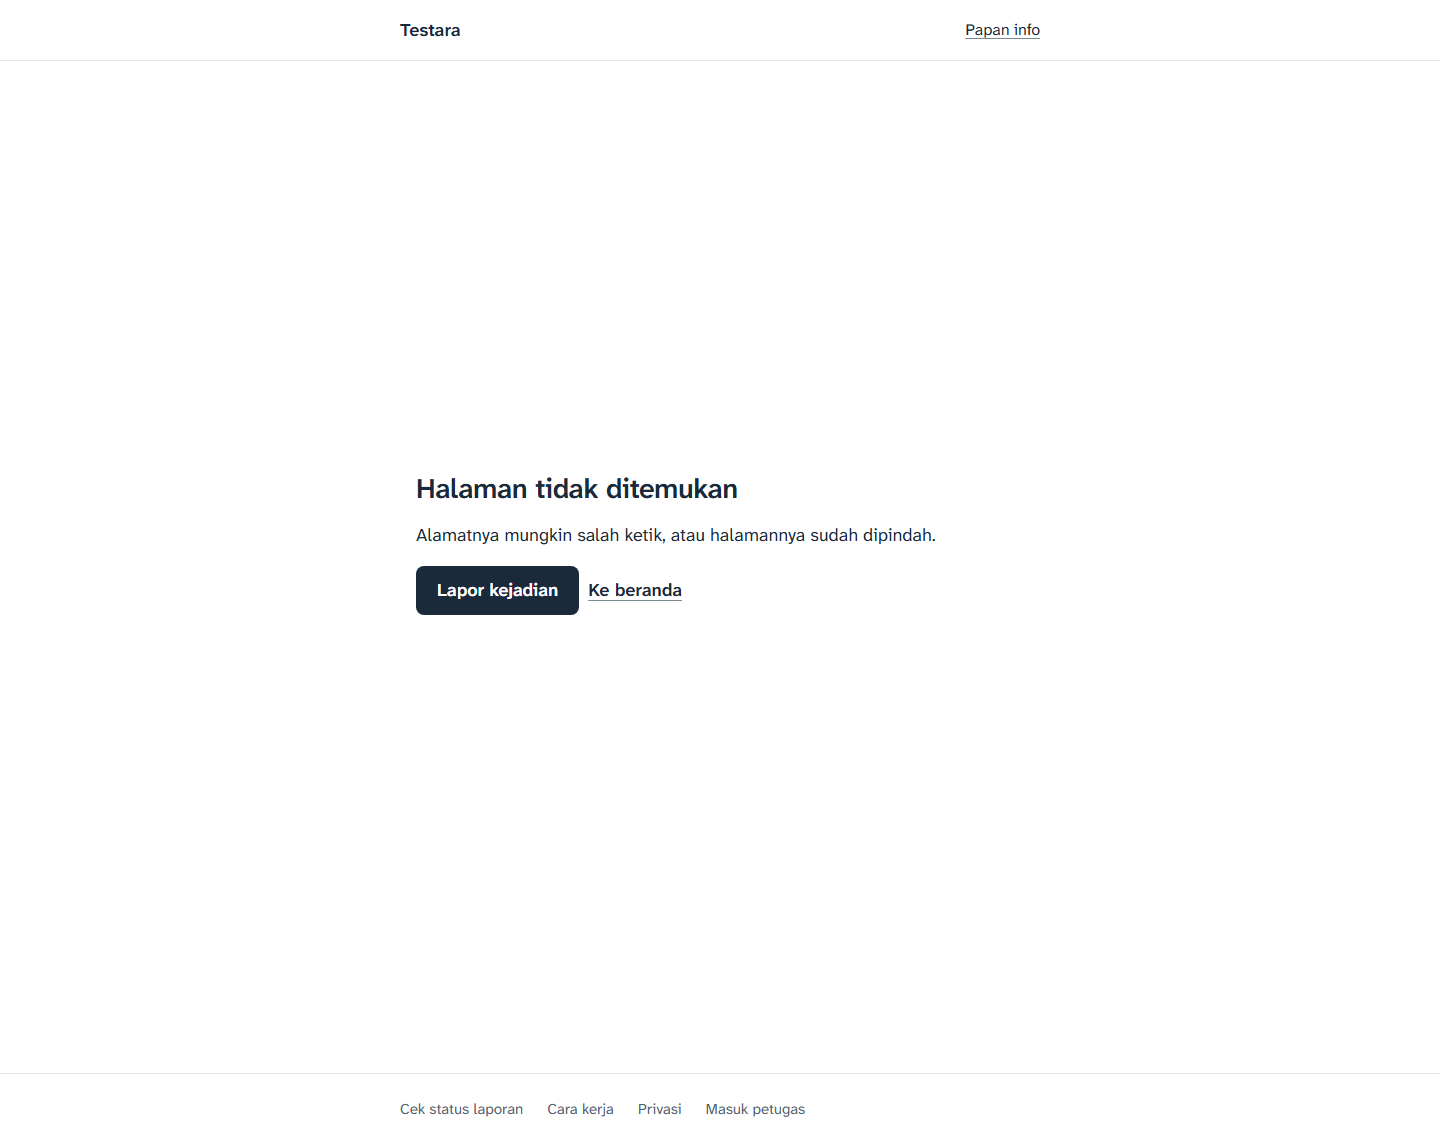 Testara
Papan info
Halaman tidak ditemukan
Alamatnya mungkin salah ketik, atau halamannya sudah dipindah.
Lapor kejadian
Ke beranda
Cek status laporan
Cara kerja
Privasi
Masuk petugas